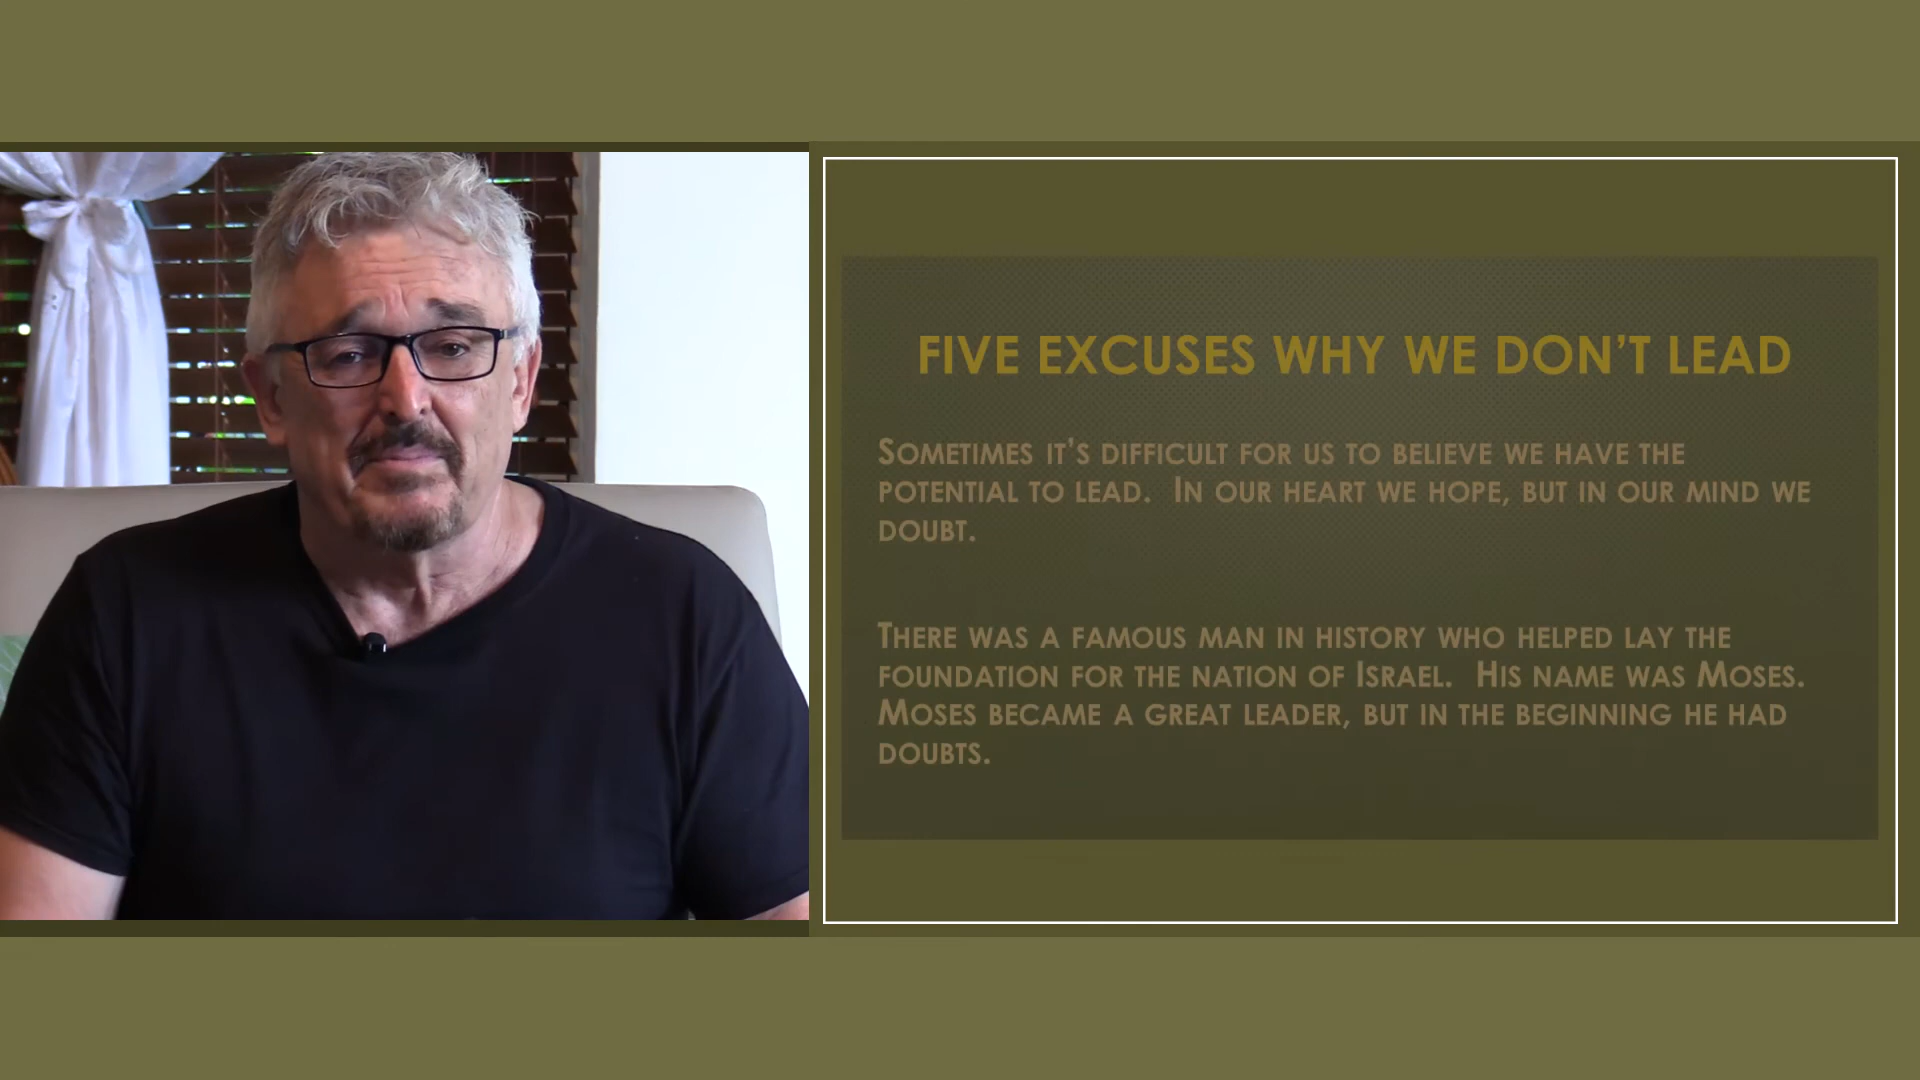 FIVE EXCUSES WHY WE DON'T LEAD
SOMETIMES IT'S DIFFICULT FOR US TO BELIEVE WE HAVE THE
POTENTIAL TO LEAD.  IN OUR HEART WE HOPE, BUT IN OUR MIND WE
DOUBT.
THERE WAS A FAMOUS MAN IN HISTORY WHO HELPED LAY THE
FOUNDATION FOR THE NATION OF ISRAEL.  HIS NAME WAS MOSES.
MOSES BECAME A GREAT LEADER, BUT IN THE BEGINNING HE HAD
DOUBTS.